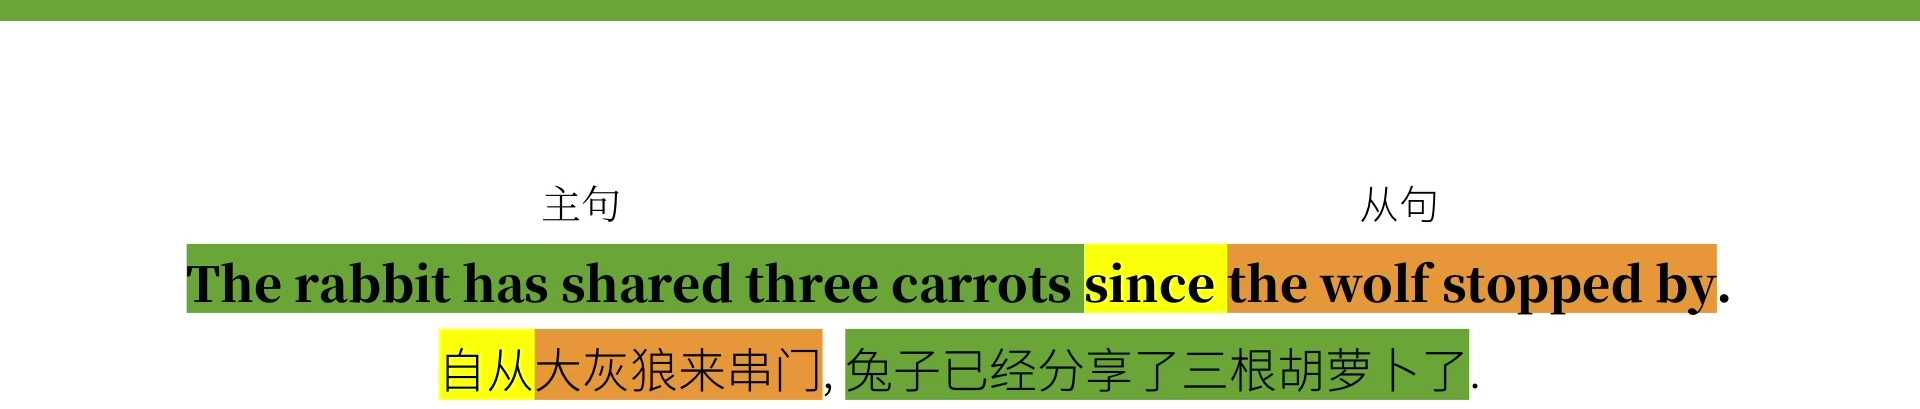 主句 从句
The rabbit has shared three carrots since the wolf stopped by.
自从大灰狼来串门, 兔子已经分享了三根胡萝卜了.